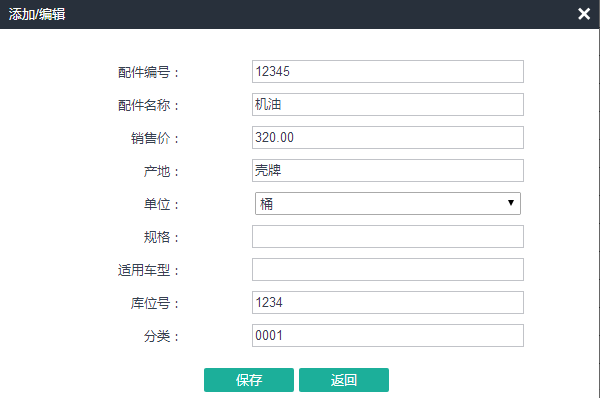 添加/编辑
配件编号： 12345
配件名称： 机油
销售价： 320.00
产地： 壳牌
单位： 桶
规格：
适用车型：
库位号： 1234
分类： 0001
保存 返回